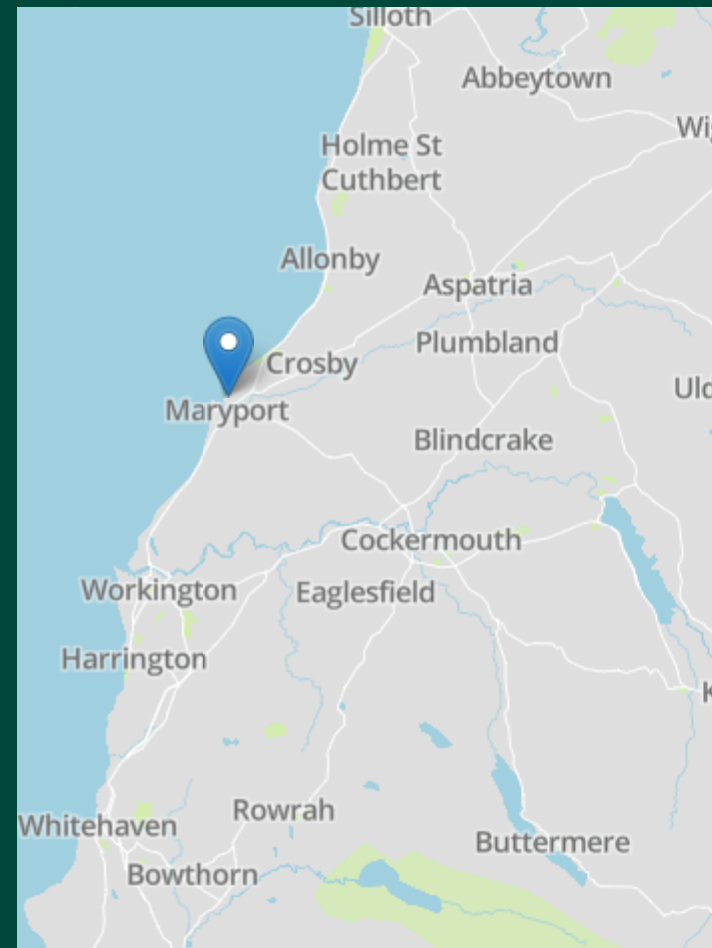 Silloth
Abbeytown
Holme St
Cuthbert
Allonby
Aspatria
Plumbland
Crosby
Maryport
Blindcrake
Cockermouth
Workington
Eaglesfield
Harrington
Rowrah
Whitehaven
Buttermere
Bowthorn